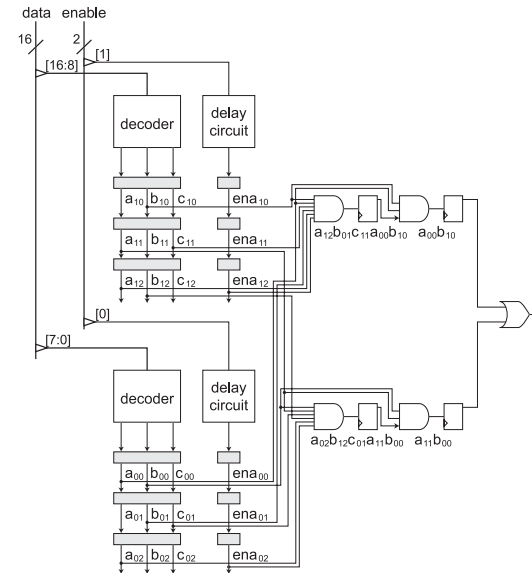 data enable
16 2
[1]
[16:8]
decoder delay circuit
a10 b10 c10 ena10
a11 b11 c11 ena11
a12 b12 c12 ena12
a12b01c11a00b10 a00b10
[0]
[7:0]
decoder delay circuit
a02b12c01a11b00 a11b00
a00 b00 c00 ena00
a01 b01 c01 ena01
a02 b02 c02 ena02